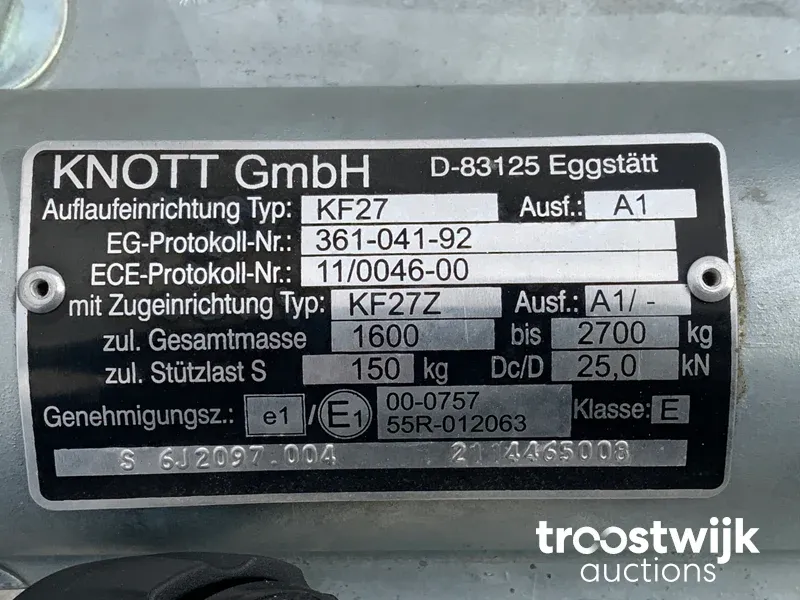 KNOTT GmbH D-83125 Eggstätt
Auflaufeinrichtung Typ: KF27 Ausf.: A1
EG-Protokoll-Nr.: 361-041-92
ECE-Protokoll-Nr.: 11/0046-00
mit Zugeinrichtung Typ: KF27Z Ausf.: A1/ -
zul. Gesamtmasse 1600 bis 2700 kg
zul. Stützlast S 150 kg Dc/D 25,0 kN
Genehmigungsz.: e1 / E1 00-0757 Klasse: E
55R-012063
S 6J2097.004 2114465008
troostwijk
auctions